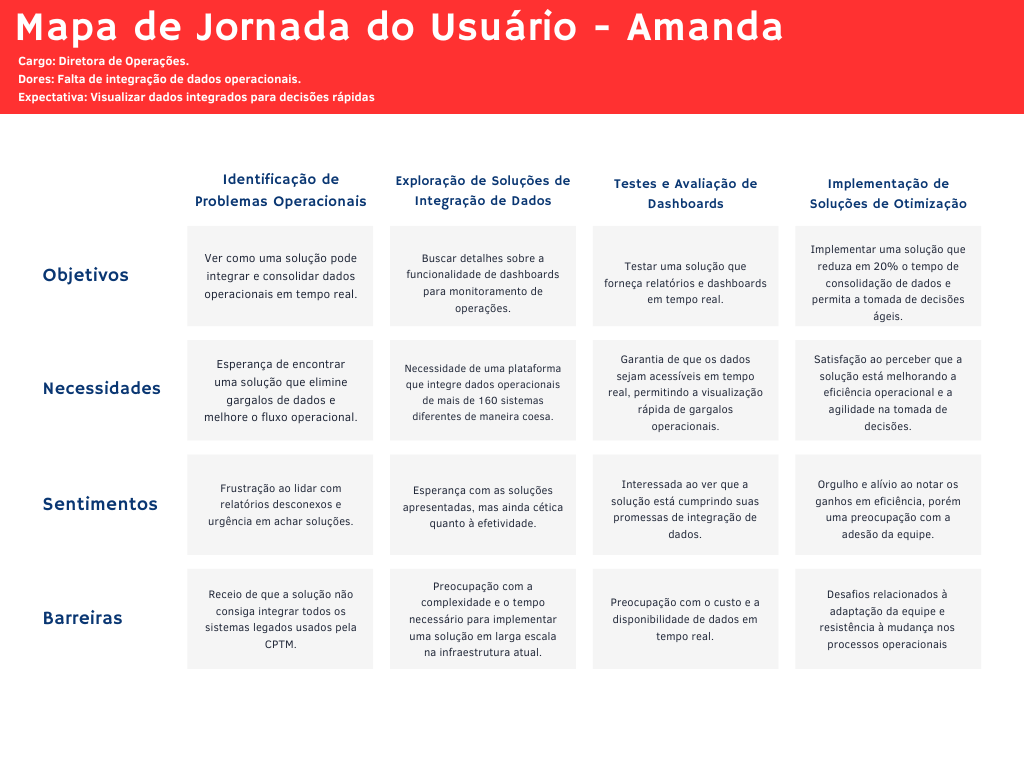 Mapa de Jornada do Usuário - Amanda
Cargo: Diretora de Operações.
Dores: Falta de integração de dados operacionais.
Expectativa: Visualizar dados integrados para decisões rápidas
Identificação de
Problemas Operacionais
Exploração de Soluções de
Integração de Dados
Testes e Avaliação de
Dashboards
Implementação de
Soluções de Otimização
Objetivos
Ver como uma solução pode
integrar e consolidar dados
operacionais em tempo real.
Buscar detalhes sobre a
funcionalidade de dashboards
para monitoramento de
operações.
Testar uma solução que
forneça relatórios e dashboards
em tempo real.
Implementar uma solução que
reduza em 20% o tempo de
consolidação de dados e
permita a tomada de decisões
ágeis.
Necessidades
Esperança de encontrar
uma solução que elimine
gargalos de dados e
melhore o fluxo operacional.
Necessidade de uma plataforma
que integre dados operacionais
de mais de 160 sistemas
diferentes de maneira coesa.
Garantia de que os dados
sejam acessíveis em tempo
real, permitindo a visualização
rápida de gargalos
operacionais.
Satisfação ao perceber que a
solução está melhorando a
eficiência operacional e a
agilidade na tomada de
decisões.
Sentimentos
Frustração ao lidar com
relatórios desconexos e
urgência em achar soluções.
Esperança com as soluções
apresentadas, mas ainda cética
quanto à efetividade.
Interessada ao ver que a
solução está cumprindo suas
promessas de integração de
dados.
Orgulho e alívio ao notar os
ganhos em eficiência, porém
uma preocupação com a
adesão da equipe.
Barreiras
Receio de que a solução não
consiga integrar todos os
sistemas legados usados pela
CPTM.
Preocupação com a
complexidade e o tempo
necessário para implementar
uma solução em larga escala
na infraestrutura atual.
Preocupação com o custo e a
disponibilidade de dados em
tempo real.
Desafios relacionados à
adaptação da equipe e
resistência à mudança nos
processos operacionais